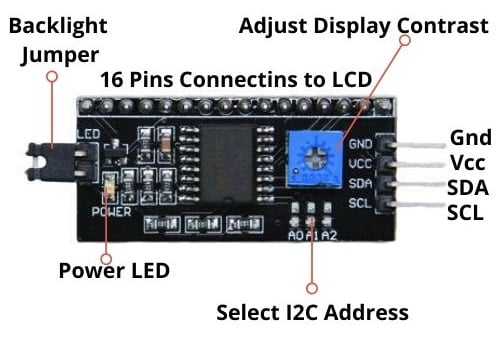 Backlight
Jumper
Adjust Display Contrast
16 Pins Connectins to LCD
LED
GND
VCC
SDA
SCL
Gnd
Vcc
SDA
SCL
POWER
A0 A1 A2
Power LED
Select I2C Address